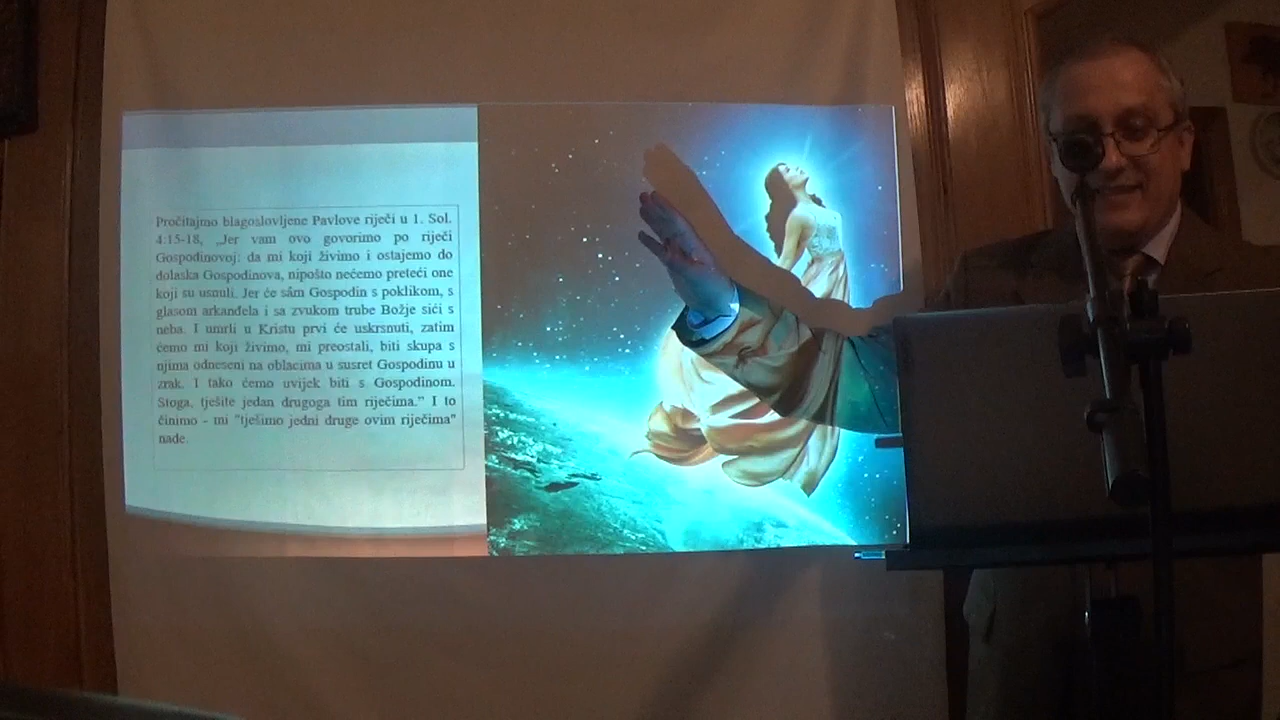 Pročitajmo blagoslovljene Pavlove riječi u 1. Sol.
4:15-18, „Jer vam ovo govorimo po riječi
Gospodinovoj: da mi koji živimo i ostajemo do
dolaska Gospodinova, nipošto nećemo preteći one
koji su usnuli. Jer će sâm Gospodin s poklikom, s
glasom arkanđela i sa zvukom trube Božje sići s
neba. I umrli u Kristu prvi će uskrsnuti, zatim
ćemo mi koji živimo, mi preostali, biti skupa s
njima odneseni na oblacima u susret Gospodinu u
zrak. I tako ćemo uvijek biti s Gospodinom.
Stoga, tješite jedan drugoga tim riječima.” I to
činimo - mi "tješimo jedni druge ovim riječima"
nade.